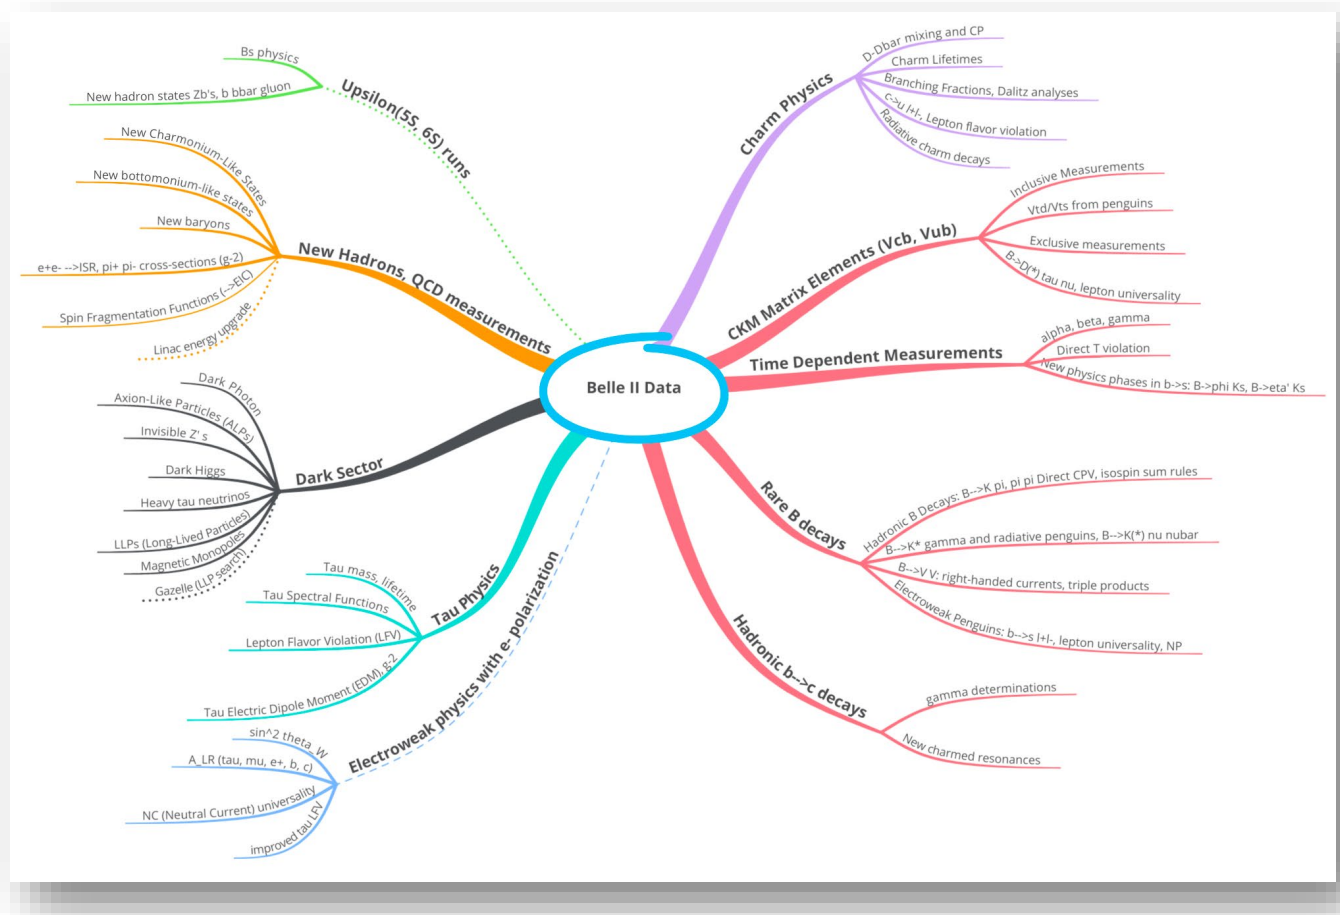 Belle II Data
Upsilon(5S, 6S) runs
Bs physics
New hadron states Zb's, b bbar gluon
New Hadrons, QCD measurements
New Charmonium-Like States
New bottomonium-like states
New baryons
e+e- -->ISR, pi+ pi- cross-sections (g-2)
Spin Fragmentation Functions (-->EIC)
Linac energy upgrade
Dark Sector
Dark Photon
Axion-Like Particles (ALPs)
Invisible Z' s
Dark Higgs
Heavy tau neutrinos
LLPs (Long-Lived Particles)
Magnetic Monopoles
Gazelle (LLP search)
Tau Physics
Tau mass, lifetime
Tau Spectral Functions
Lepton Flavor Violation (LFV)
Tau Electric Dipole Moment (EDM), g-2
Electroweak physics with e- polarization
sin^2 theta_W
A_LR (tau, mu, e+, b, c)
NC (Neutral Current) universality
improved tau LFV
Charm Physics
D-Dbar mixing and CP
Charm Lifetimes
Branching Fractions, Dalitz analyses
c->u l+l-, Lepton flavor violation
Radiative charm decays
CKM Matrix Elements (Vcb, Vub)
Inclusive Measurements
Vtd/Vts from penguins
Exclusive measurements
B->D(*) tau nu, lepton universality
Time Dependent Measurements
alpha, beta, gamma
Direct T violation
New physics phases in b->s: B->phi Ks, B->eta' Ks
Rare B decays
Hadronic B Decays: B-->K pi, pi pi Direct CPV, isospin sum rules
B-->K* gamma and radiative penguins, B-->K(*) nu nubar
B-->V V: right-handed currents, triple products
Electroweak Penguins: b-->s l+l-, lepton universality, NP
Hadronic b-->c decays
gamma determinations
New charmed resonances